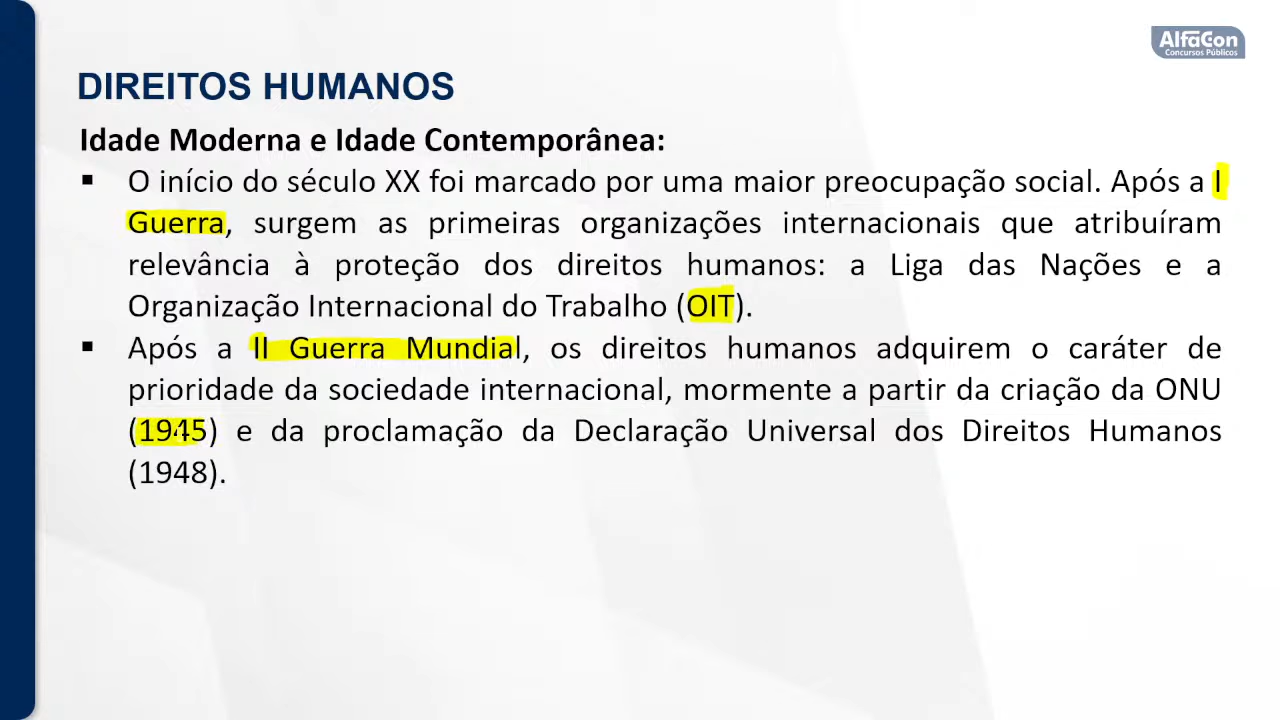 AlfaCon
Concursos Públicos
DIREITOS HUMANOS
Idade Moderna e Idade Contemporânea:
▪ O início do século XX foi marcado por uma maior preocupação social. Após a I
Guerra, surgem as primeiras organizações internacionais que atribuíram
relevância à proteção dos direitos humanos: a Liga das Nações e a
Organização Internacional do Trabalho (OIT).
▪ Após a II Guerra Mundial, os direitos humanos adquirem o caráter de
prioridade da sociedade internacional, mormente a partir da criação da ONU
(1945) e da proclamação da Declaração Universal dos Direitos Humanos
(1948).